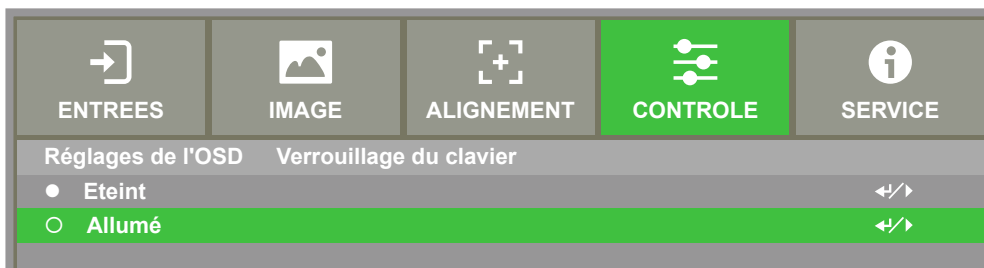 ENTREES IMAGE ALIGNEMENT CONTROLE SERVICE
Réglages de l'OSD Verrouillage du clavier
Eteint
Allumé